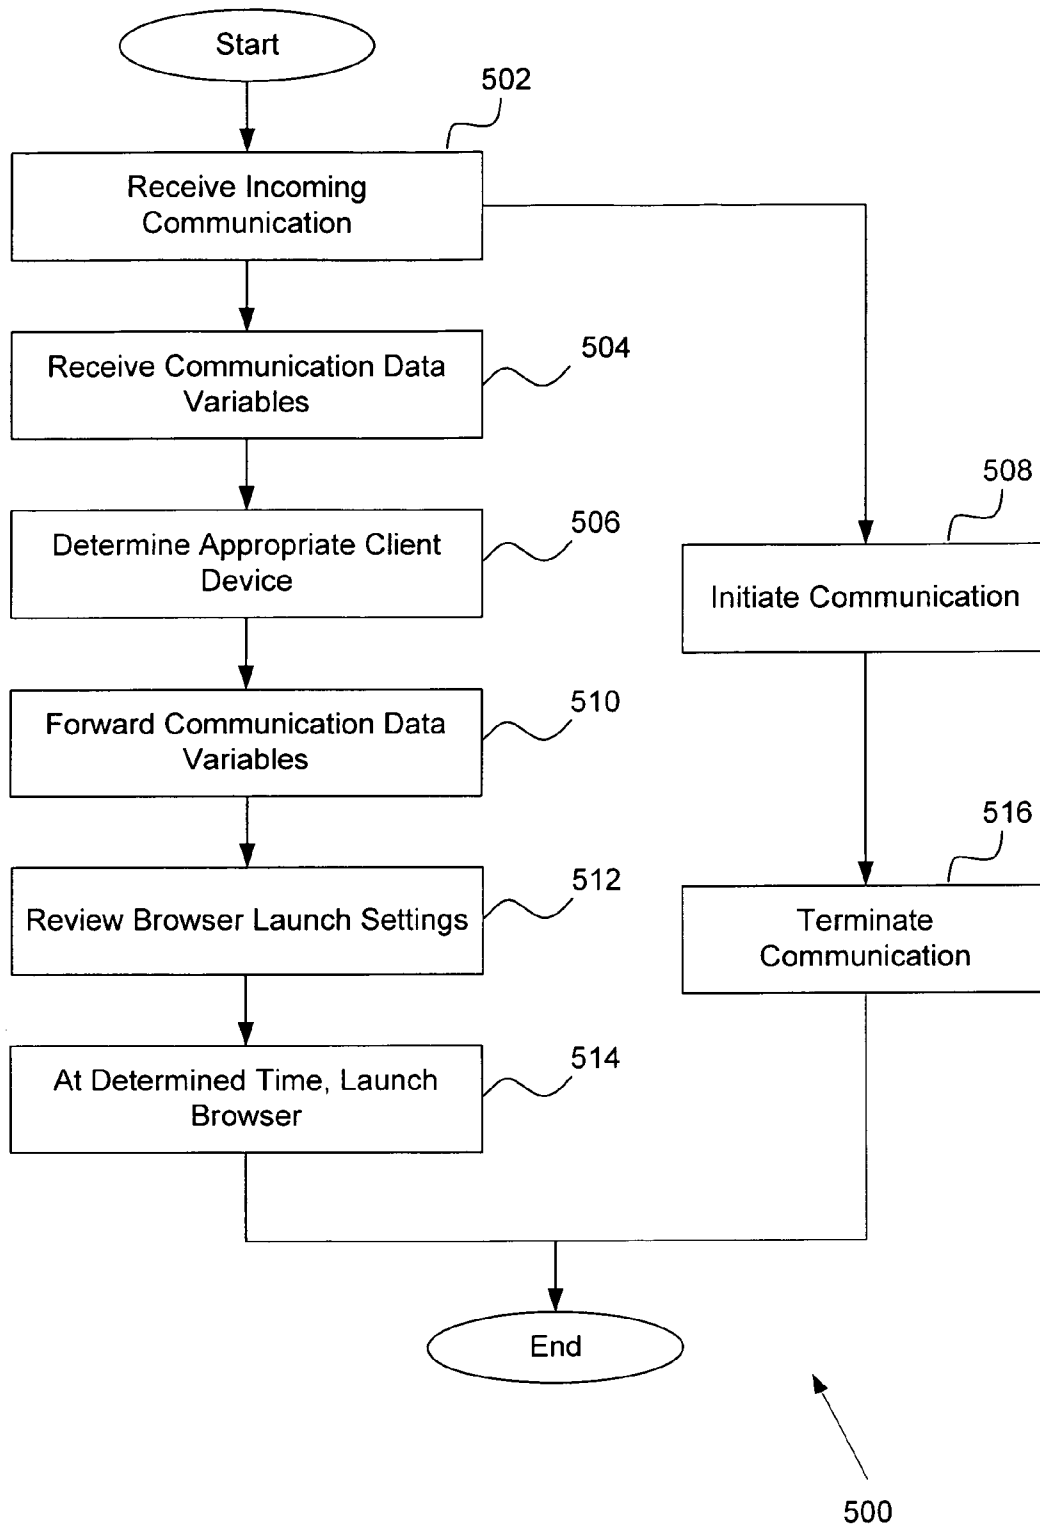 Start
502
Receive Incoming
Communication
504
Receive Communication Data
Variables
506
Determine Appropriate Client
Device
508
Initiate Communication
510
Forward Communication Data
Variables
512
Review Browser Launch Settings
516
Terminate
Communication
514
At Determined Time, Launch
Browser
End
500